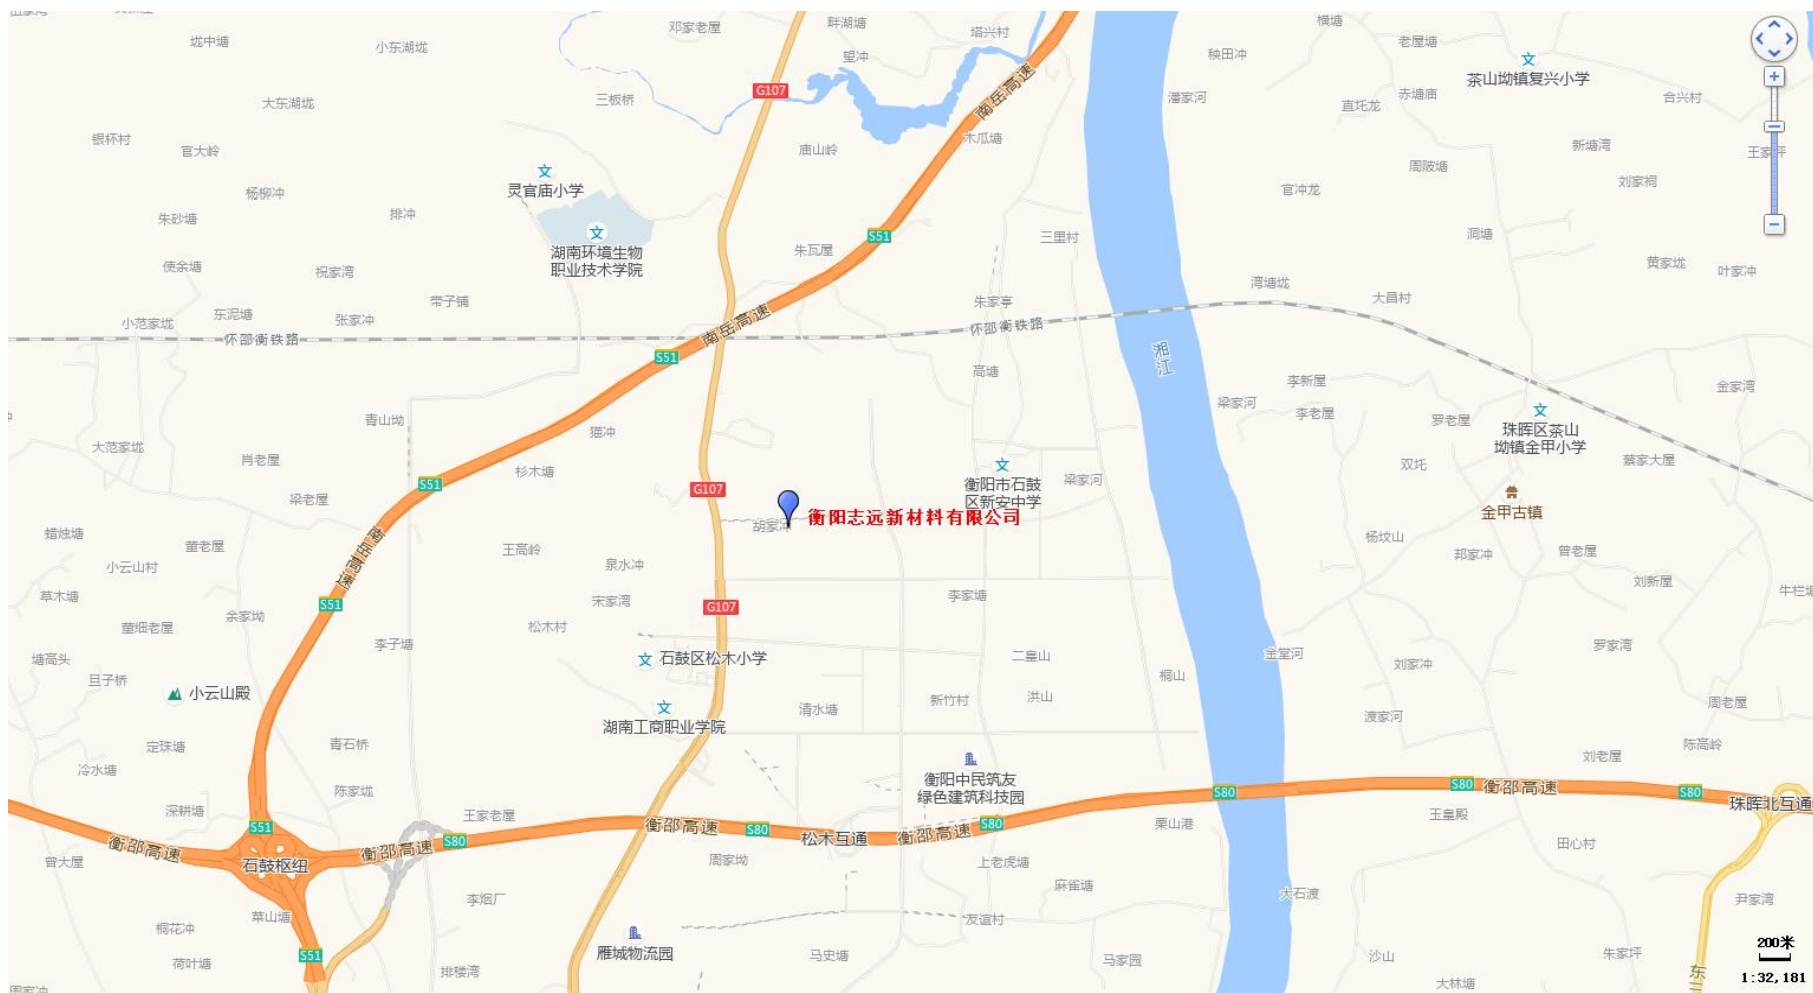 垅中塘
小东湖垅
邓家老屋
畔湖塘
塔兴村
横塘
老屋塘
望冲
秧田冲
茶山坳镇复兴小学
G107
南岳高速
三板桥
大东湖垅
潘家河
直圫龙
赤塘庙
合兴村
银杯村
官大岭
庙山岭
木瓜塘
新塘湾
王家坪
周陂塘
刘家祠
灵官庙小学
官冲龙
杨柳冲
朱砂塘
排冲
湖南环境生物
职业技术学院
朱瓦屋
S51
三里村
洞塘
使余塘
祝家湾
湾塘垅
黄家垅
叶家冲
带子铺
朱家亭
大昌村
小范家垅
东泥塘
张家冲
怀邵衡铁路
南岳高速
怀邵衡铁路
S51
湘江
高塘
李新屋
金家湾
青山坳
梁家河
李老屋
罗老屋
猫冲
珠晖区茶山
坳镇金甲小学
大范家垅
肖老屋
杉木塘
双圫
蔡家大屋
S51
G107
衡阳市石鼓
区新安中学
梁家河
梁老屋
金甲古镇
胡家冲
衡阳志远新材料有限公司
蜡烛塘
董老屋
南岳高速
王高岭
杨坟山
邦家冲
曾老屋
小云山村
泉水冲
刘新屋
草木塘
S51
宋家湾
G107
李家塘
牛栏塘
余家坳
董细老屋
松木村
李子塘
罗家湾
塘高头
石鼓区松木小学
二皇山
金堂河
刘家冲
旦子桥
小云山殿
桐山
新竹村
洪山
周老屋
清水塘
湖南工商职业学院
渡家河
定珠塘
青石桥
陈高岭
冷水塘
刘老屋
衡阳中民筑友
绿色建筑科技园
S80
S80
衡邵高速
S80
陈家垅
深耕塘
王家老屋
珠晖北互通
玉皇殿
S51
衡邵高速
S80
松木互通
衡邵高速
S80
栗山港
衡邵高速
衡邵高速
S80
田心村
曾大屋
石鼓枢纽
周家坳
上老虎塘
麻雀塘
大石渡
李烟厂
尹家湾
菜山塘
友谊村
桐花冲
雁城物流园
200米
S51
马史塘
马家园
沙山
朱家坪
荷叶塘
排楼湾
东三
1:32,181
大林塘
周家冲